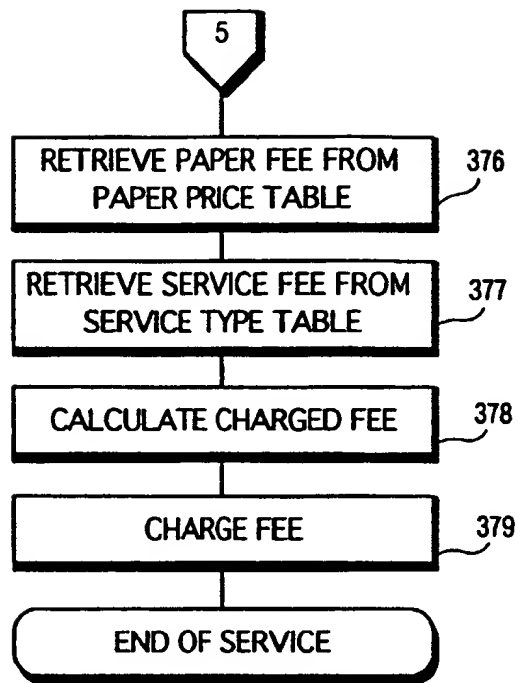 5
RETRIEVE PAPER FEE FROM
PAPER PRICE TABLE
376
RETRIEVE SERVICE FEE FROM
SERVICE TYPE TABLE
377
CALCULATE CHARGED FEE
378
CHARGE FEE
379
END OF SERVICE